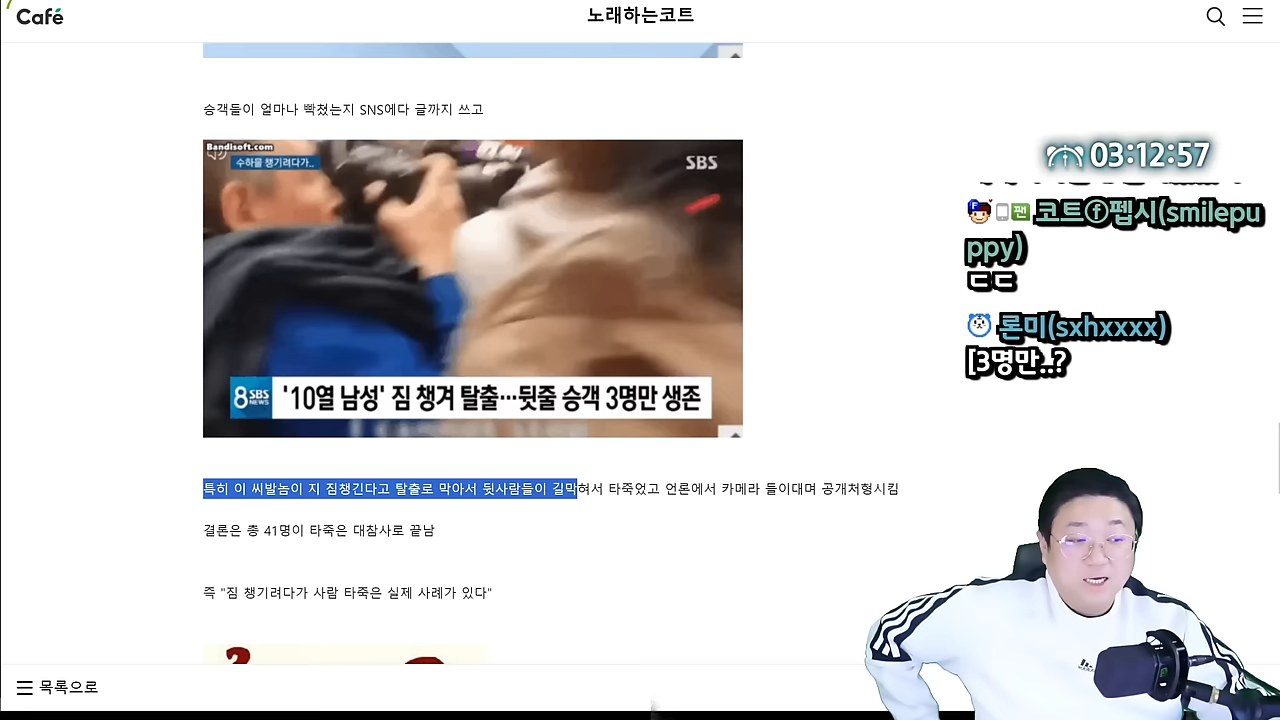 Café
노래하는코트
승객들이 얼마나 빡쳤는지 SNS에다 글까지 쓰고
Bandisoft.com
수하물 챙기려다가..
SBS
8 SBS NEWS
'10열 남성' 짐 챙겨 탈출…뒷줄 승객 3명만 생존
03:12:57
팬 코트ⓕ펩시(smilepu
ppy)
ㄷㄷ
론미(sxhxxxx)
[3명만..?
특히 이 씨발놈이 지 짐챙긴다고 탈출로 막아서 뒷사람들이 길막혀서 타죽었고 언론에서 카메라 들이대며 공개처형시킴
결론은 총 41명이 타죽은 대참사로 끝남
즉 "짐 챙기려다가 사람 타죽은 실제 사례가 있다"
목록으로